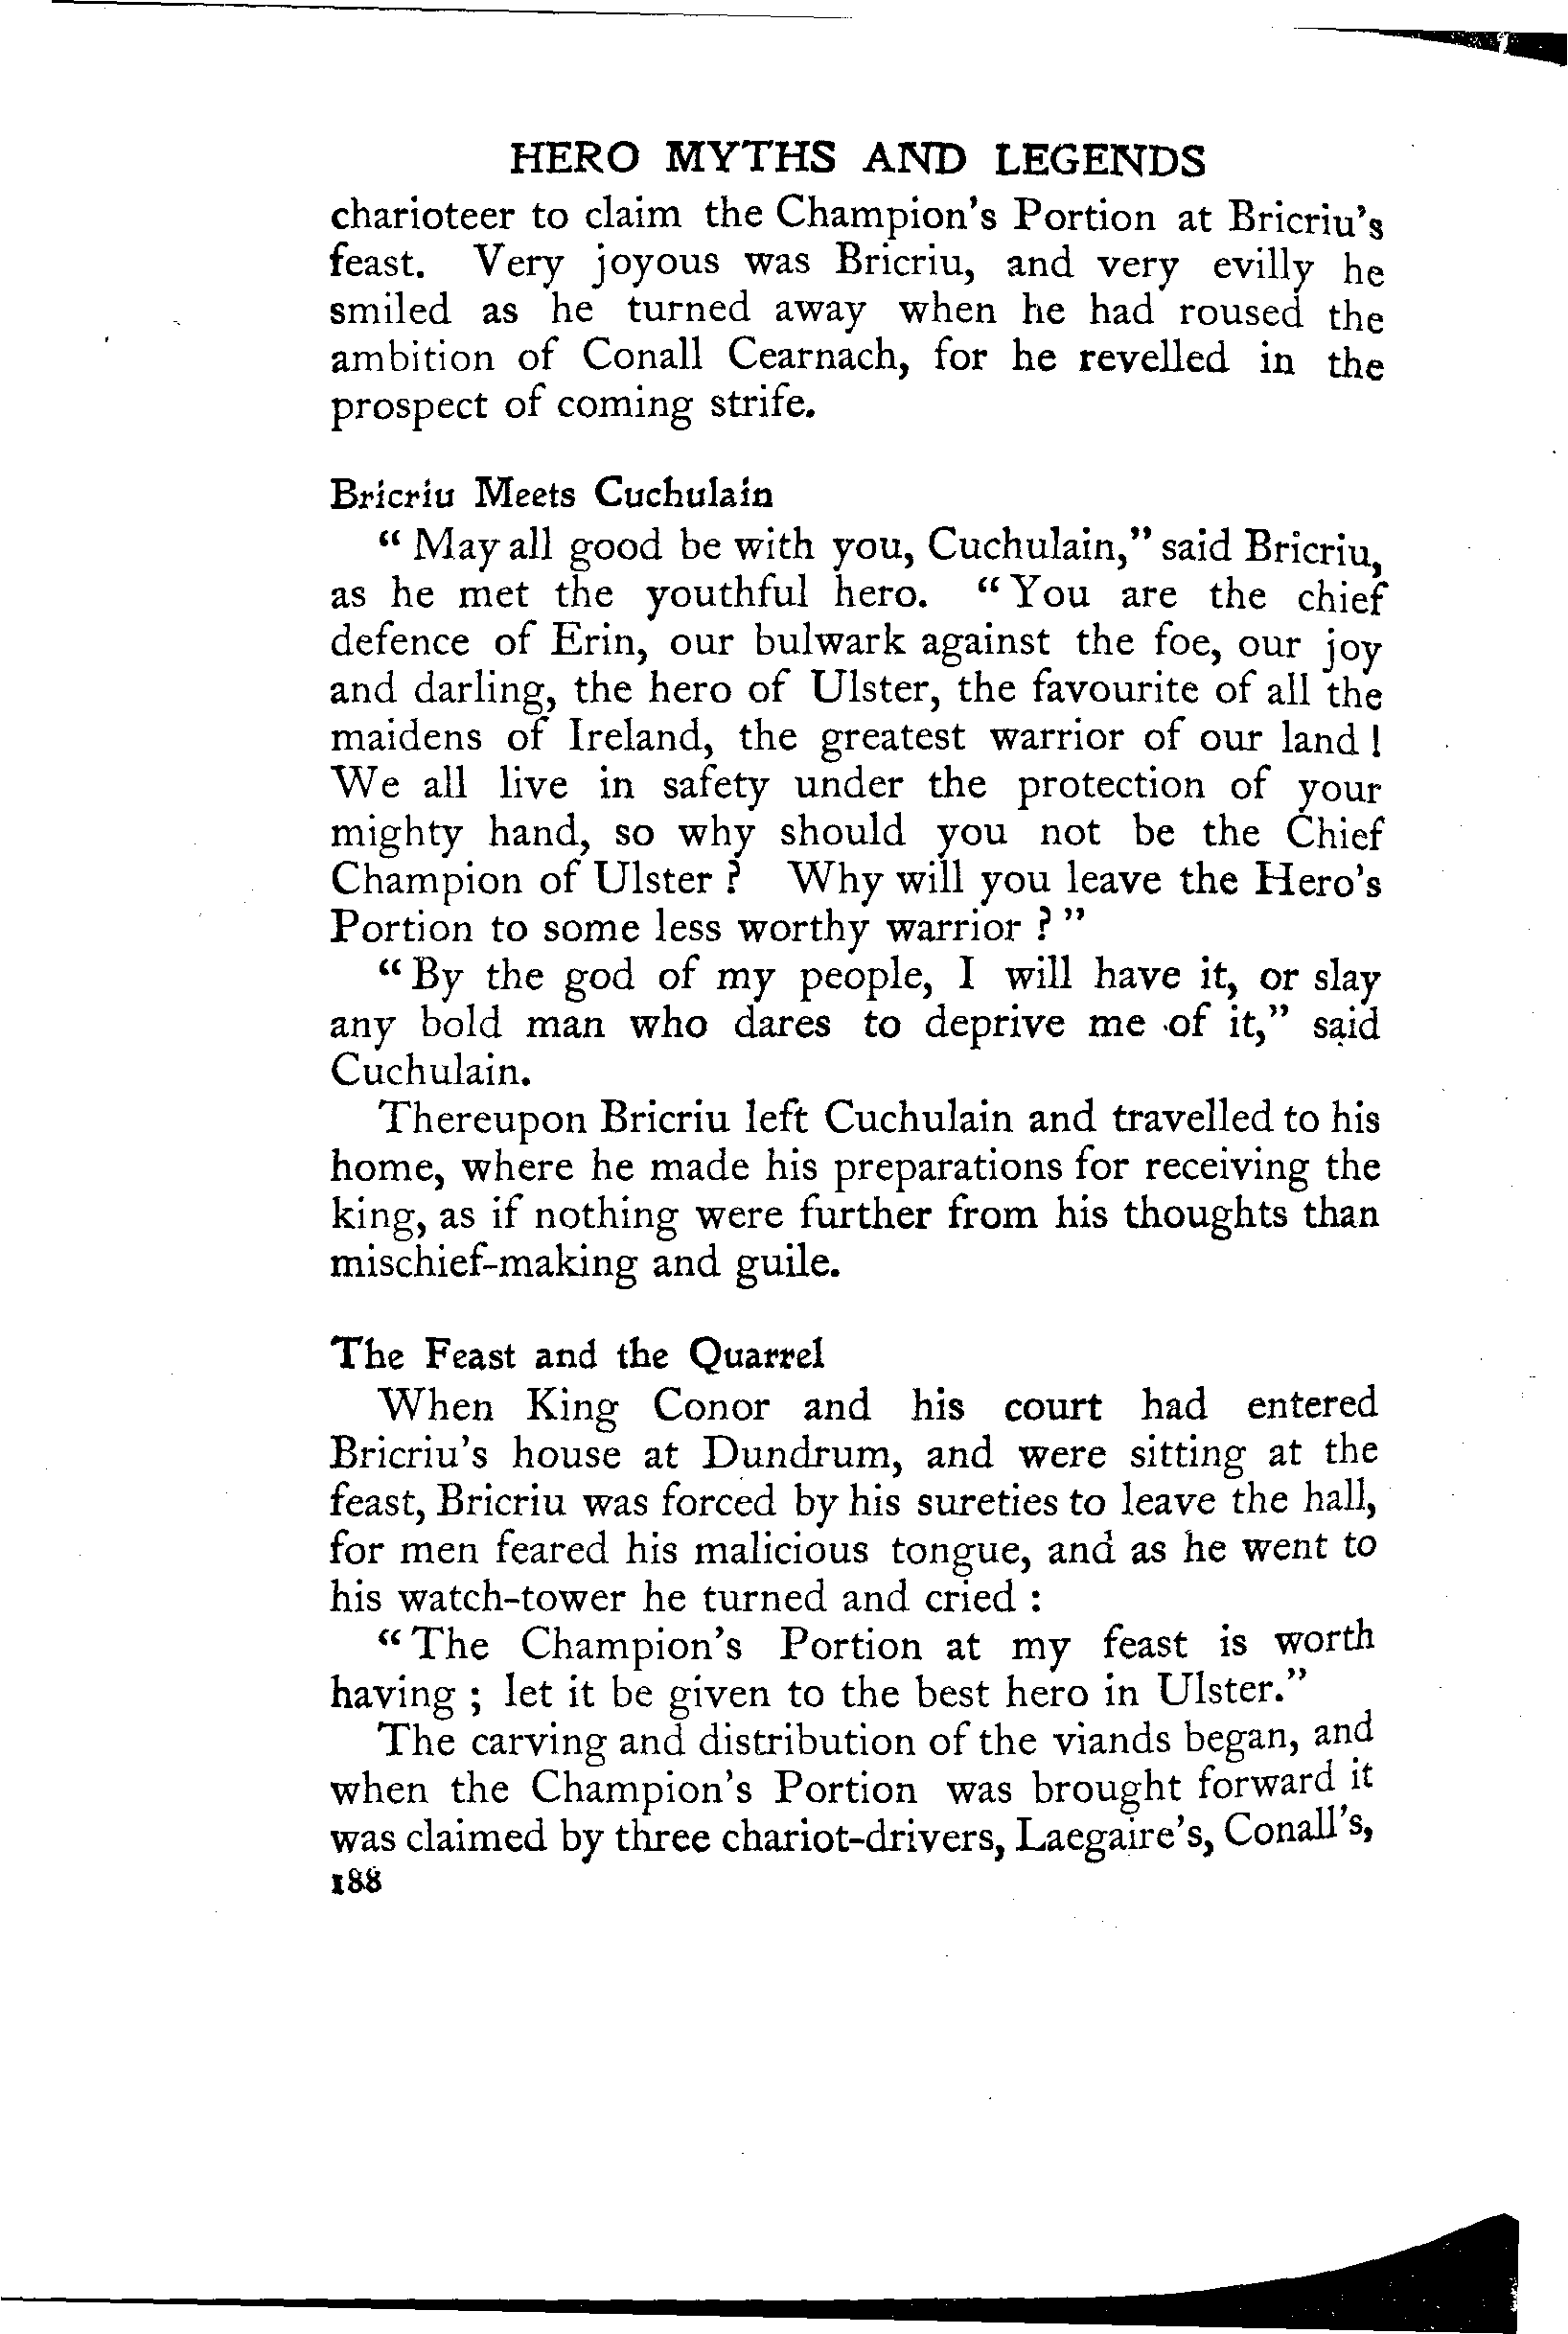 HERO MYTHS AND LEGENDS
charioteer to claim the Champion's Portion at Bricriu's
feast. Very joyous was Bricriu, and very evilly he
smiled as he turned away when he had roused the
ambition of Conall Cearnach, for he revelled in the
prospect of coming strife.
Bricriu Meets Cuchulain
"May all good be with you, Cuchulain," said Bricriu,
as he met the youthful hero. "You are the chief
defence of Erin, our bulwark against the foe, our joy
and darling, the hero of Ulster, the favourite of all the
maidens of Ireland, the greatest warrior of our land!
We all live in safety under the protection of your
mighty hand, so why should you not be the Chief
Champion of Ulster? Why will you leave the Hero's
Portion to some less worthy warrior?"
"By the god of my people, I will have it, or slay
any bold man who dares to deprive me of it," said
Cuchulain.
Thereupon Bricriu left Cuchulain and travelled to his
home, where he made his preparations for receiving the
king, as if nothing were further from his thoughts than
mischief-making and guile.
The Feast and the Quarrel
When King Conor and his court had entered
Bricriu's house at Dundrum, and were sitting at the
feast, Bricriu was forced by his sureties to leave the hall,
for men feared his malicious tongue, and as he went to
his watch-tower he turned and cried:
"The Champion's Portion at my feast is worth
having; let it be given to the best hero in Ulster."
The carving and distribution of the viands began, and
when the Champion's Portion was brought forward it
was claimed by three chariot-drivers, Laegaire's, Conall's,
188